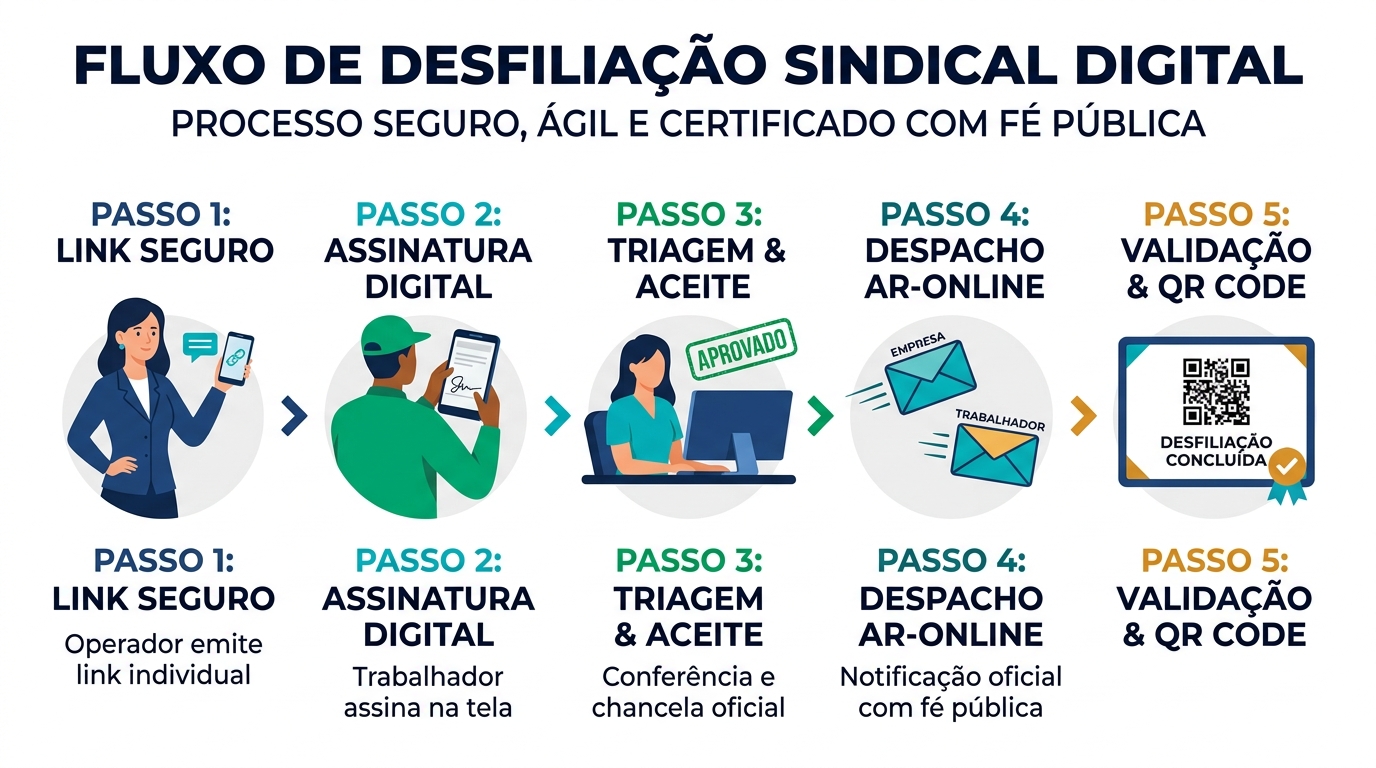 FLUXO DE DESFILIAÇÃO SINDICAL DIGITAL
PROCESSO SEGURO, ÁGIL E CERTIFICADO COM FÉ PÚBLICA
PASSO 1:
LINK SEGURO
PASSO 2:
ASSINATURA
DIGITAL
PASSO 3:
TRIAGEM &
ACEITE
PASSO 4:
DESPACHO
AR-ONLINE
PASSO 5:
VALIDAÇÃO
& QR CODE
APROVADO
EMPRESA
TRABALHADOR
DESFILIAÇÃO
CONCLUÍDA
PASSO 1:
LINK SEGURO
Operador emite
link individual
PASSO 2:
ASSINATURA
DIGITAL
Trabalhador
assina na tela
PASSO 3:
TRIAGEM
& ACEITE
Conferência e
chancela oficial
PASSO 4:
DESPACHO
AR-ONLINE
Notificação oficial
com fé pública
PASSO 5:
VALIDAÇÃO
& QR CODE